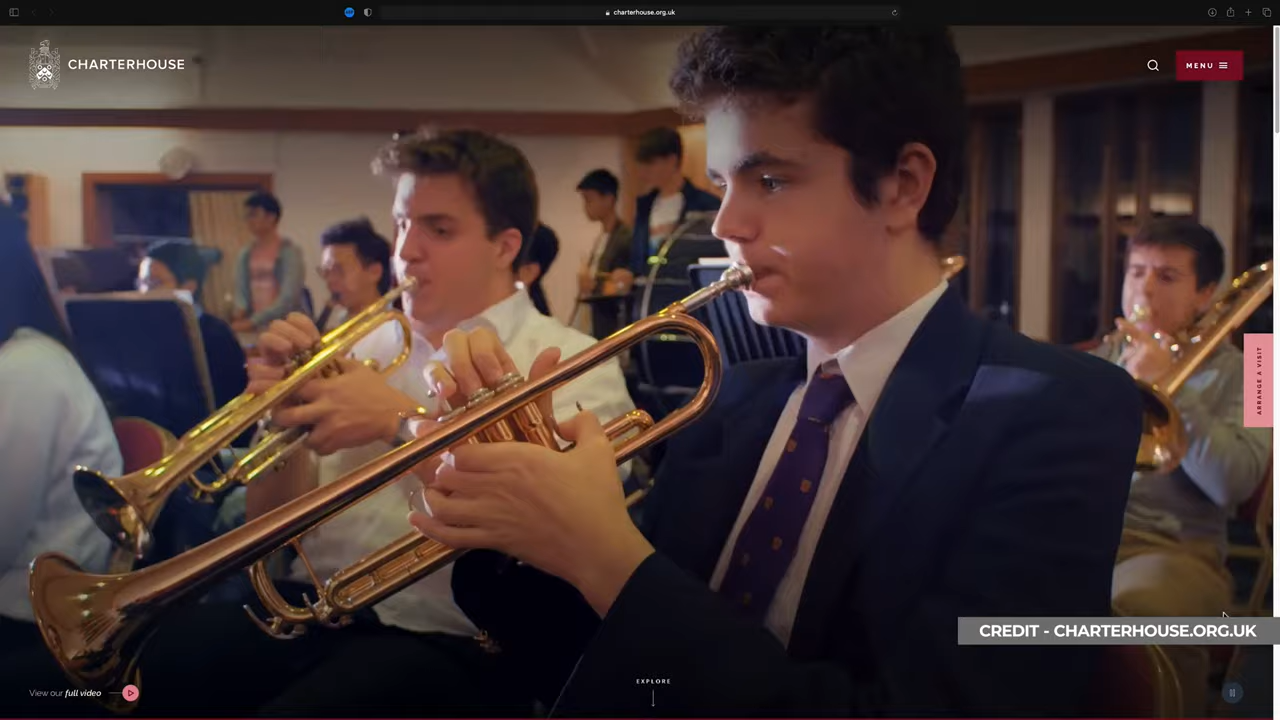 charterhouse.org.uk
CHARTERHOUSE
MENU
ARRANGE A VISIT
CREDIT - CHARTERHOUSE.ORG.UK
EXPLORE
View our full video